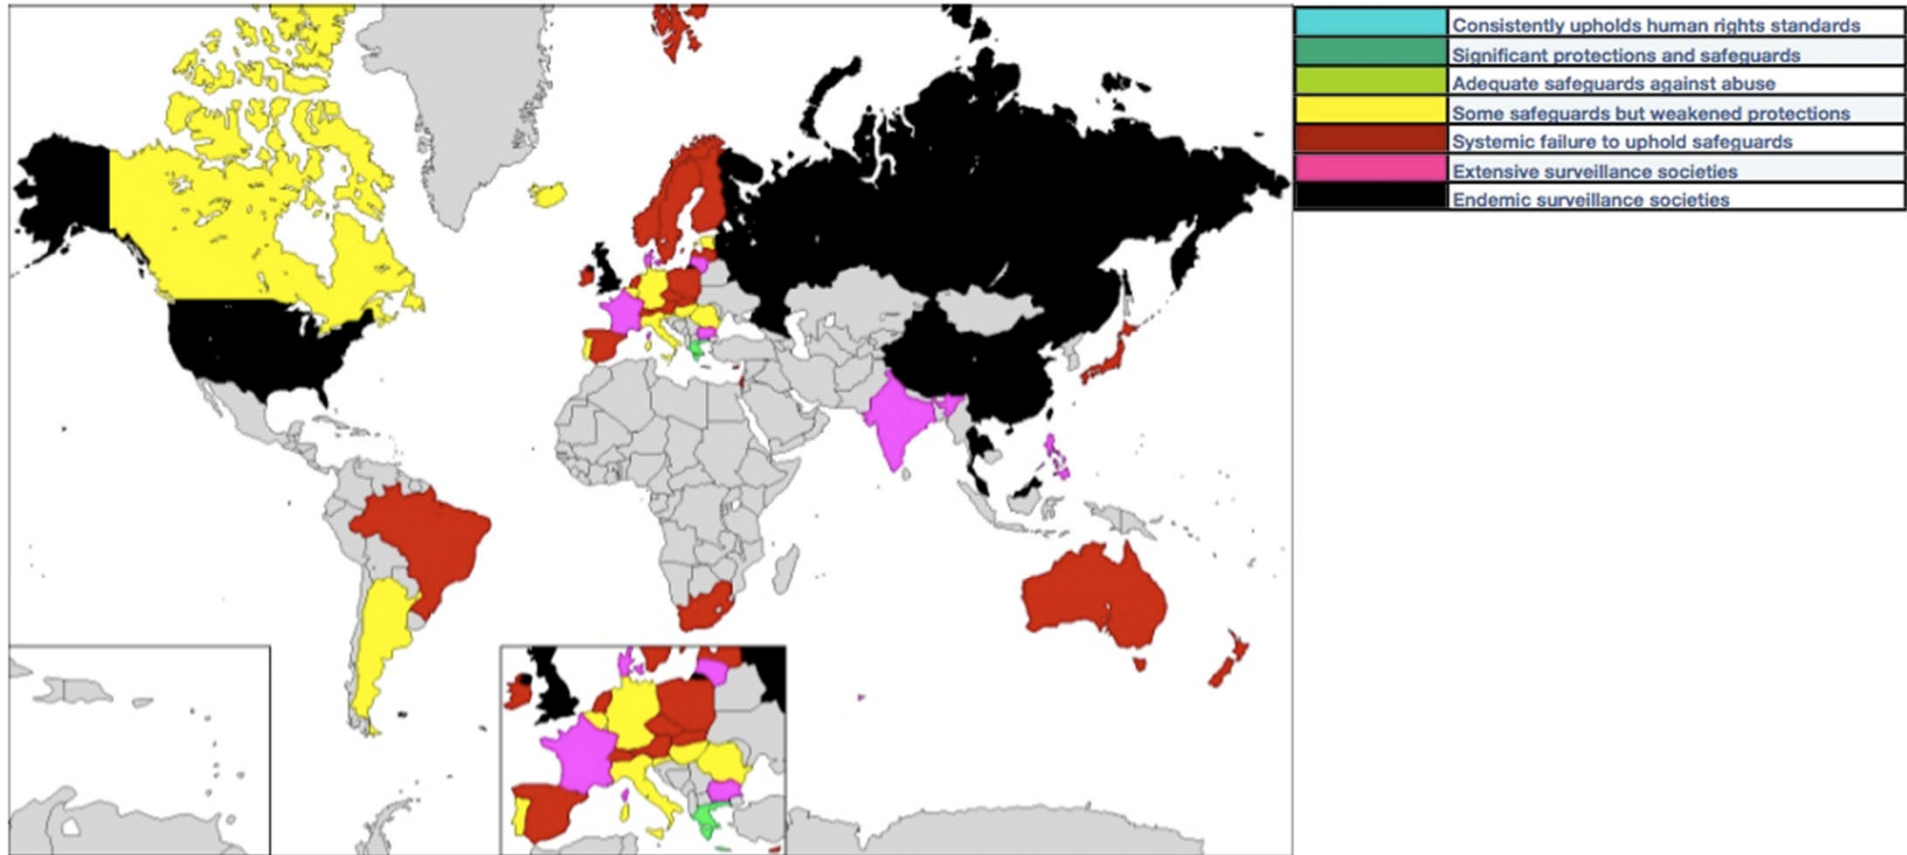 Consistently upholds human rights standards
Significant protections and safeguards
Adequate safeguards against abuse
Some safeguards but weakened protections
Systemic failure to uphold safeguards
Extensive surveillance societies
Endemic surveillance societies